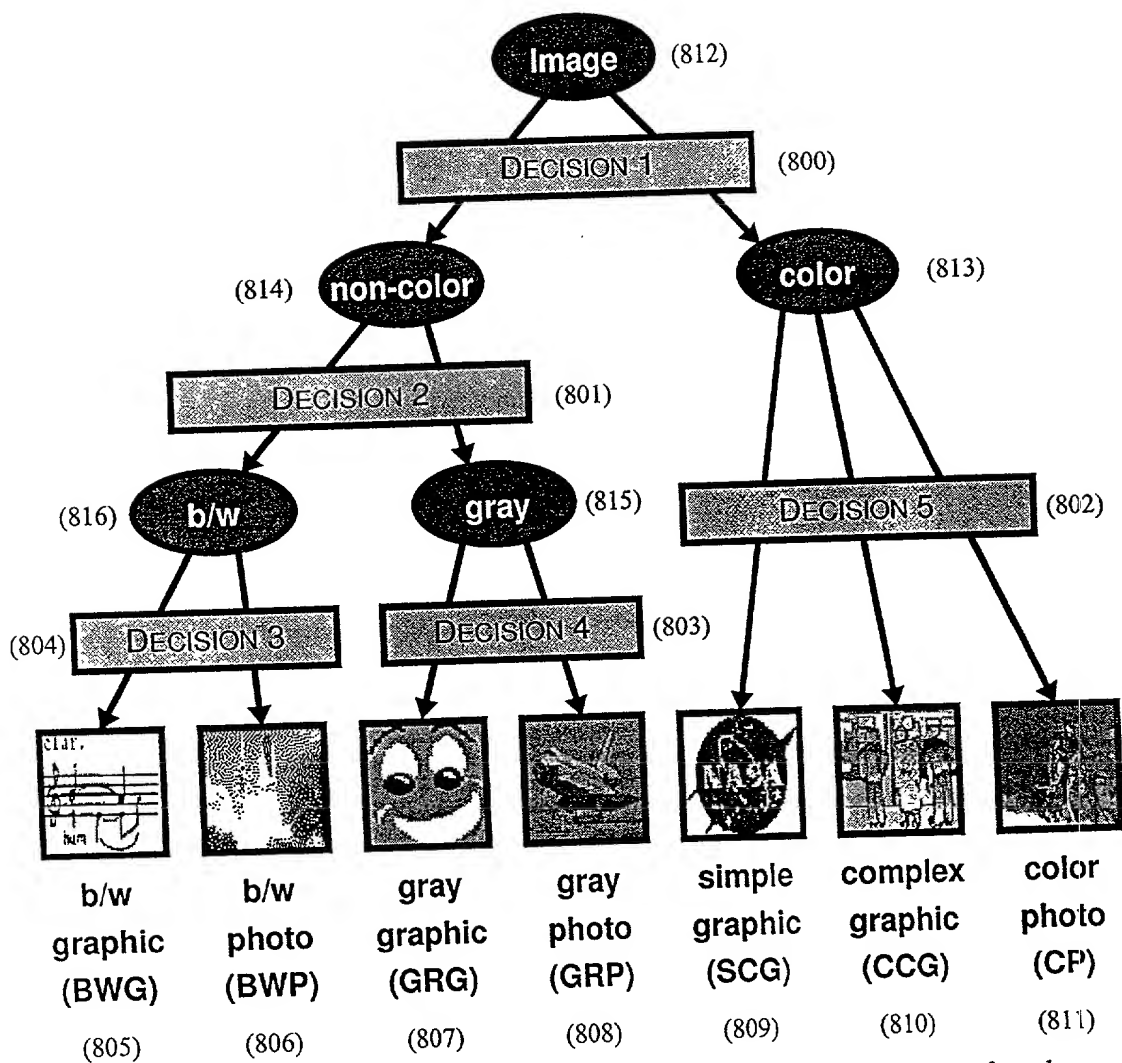 Image (812)
DECISION 1 (800)
(814) non-color
color (813)
DECISION 2 (801)
(816) b/w
gray (815)
DECISION 5 (802)
(804) DECISION 3
DECISION 4 (803)
clar.
b/w graphic (BWG) (805)
b/w photo (BWP) (806)
gray graphic (GRG) (807)
gray photo (GRP) (808)
simple graphic (SCG) (809)
complex graphic (CCG) (810)
color photo (CP) (811)